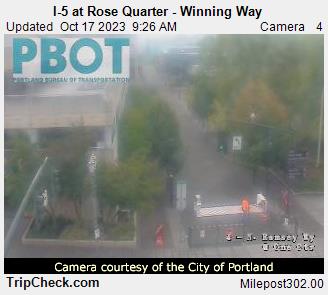 I-5 at Rose Quarter - Winning Way
Updated Oct 17 2023 9:26 AM Camera 4
PBOT
PORTLAND BUREAU OF TRANSPORTATION
Camera courtesy of the City of Portland
TripCheck.com Milepost302.00